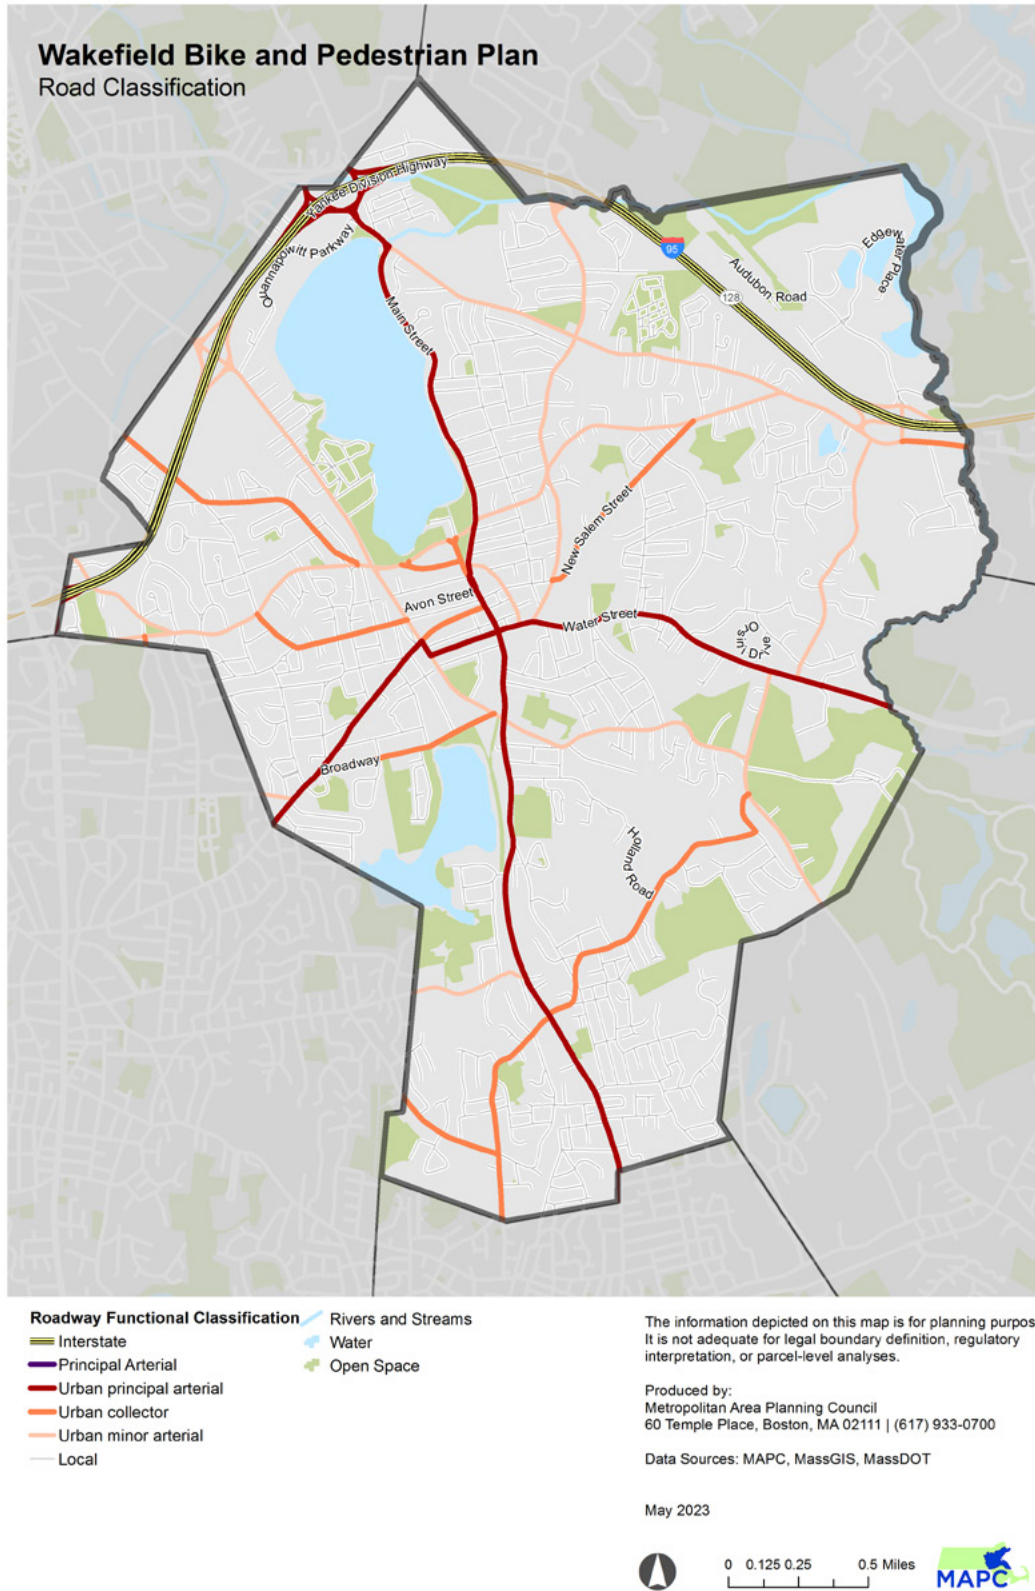 Wakefield Bike and Pedestrian Plan
Road Classification
Yankee Division Highway
Quannapowitt Parkway
Main Street
95
128
Audubon Road
Edgewater Place
New Salem Street
Avon Street
Water Street
Orsini Drive
Broadway
Holland Road
Roadway Functional Classification
Interstate
Principal Arterial
Urban principal arterial
Urban collector
Urban minor arterial
Local
Rivers and Streams
Water
Open Space
The information depicted on this map is for planning purpos
It is not adequate for legal boundary definition, regulatory
interpretation, or parcel-level analyses.
Produced by:
Metropolitan Area Planning Council
60 Temple Place, Boston, MA 02111 | (617) 933-0700
Data Sources: MAPC, MassGIS, MassDOT
May 2023
0 0.125 0.25 0.5 Miles
MAPC